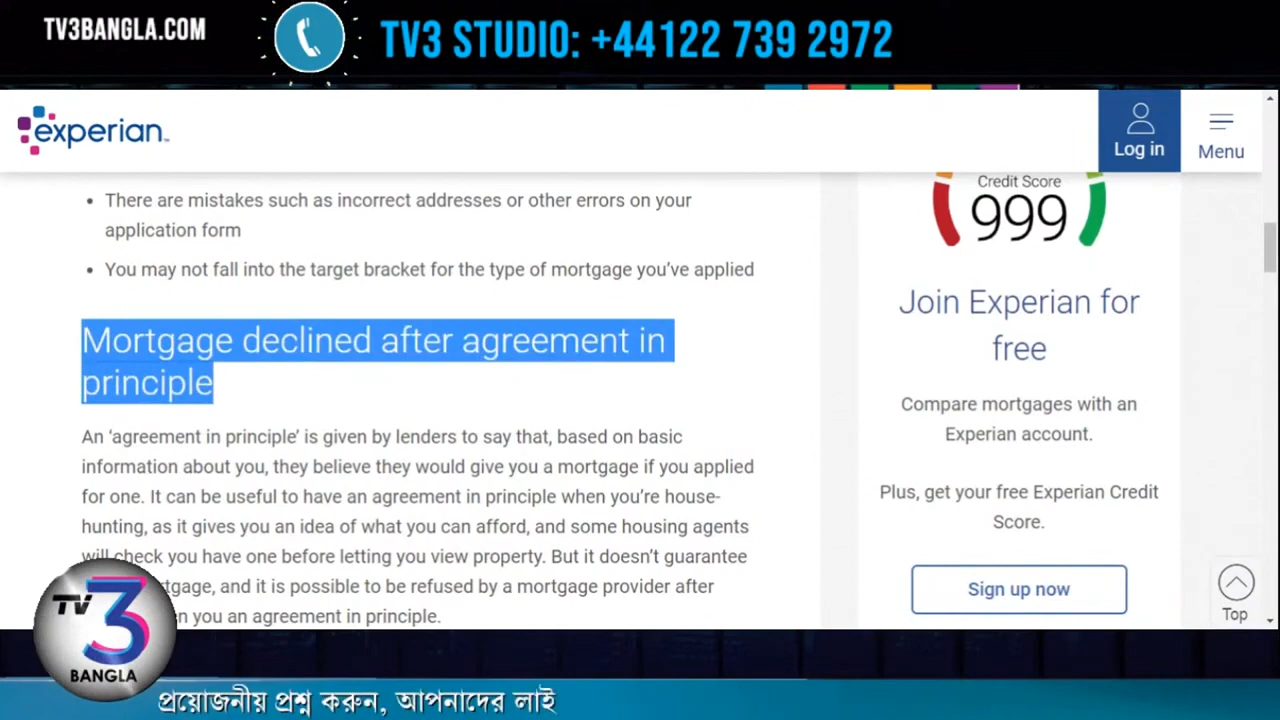 TV3BANGLA.COM
TV3 STUDIO: +44122 739 2972
experian™
Log in
Menu
There are mistakes such as incorrect addresses or other errors on your
application form
You may not fall into the target bracket for the type of mortgage you've applied
Mortgage declined after agreement in
principle
An 'agreement in principle' is given by lenders to say that, based on basic
information about you, they believe they would give you a mortgage if you applied
for one. It can be useful to have an agreement in principle when you're house-
hunting, as it gives you an idea of what you can afford, and some housing agents
will check you have one before letting you view property. But it doesn't guarantee
tgage, and it is possible to be refused by a mortgage provider after
n you an agreement in principle.
Credit Score
999
Join Experian for
free
Compare mortgages with an
Experian account.
Plus, get your free Experian Credit
Score.
Sign up now
Top
TV3
BANGLA
প্রয়োজনীয় প্রশ্ন করুন, আপনাদের লাই